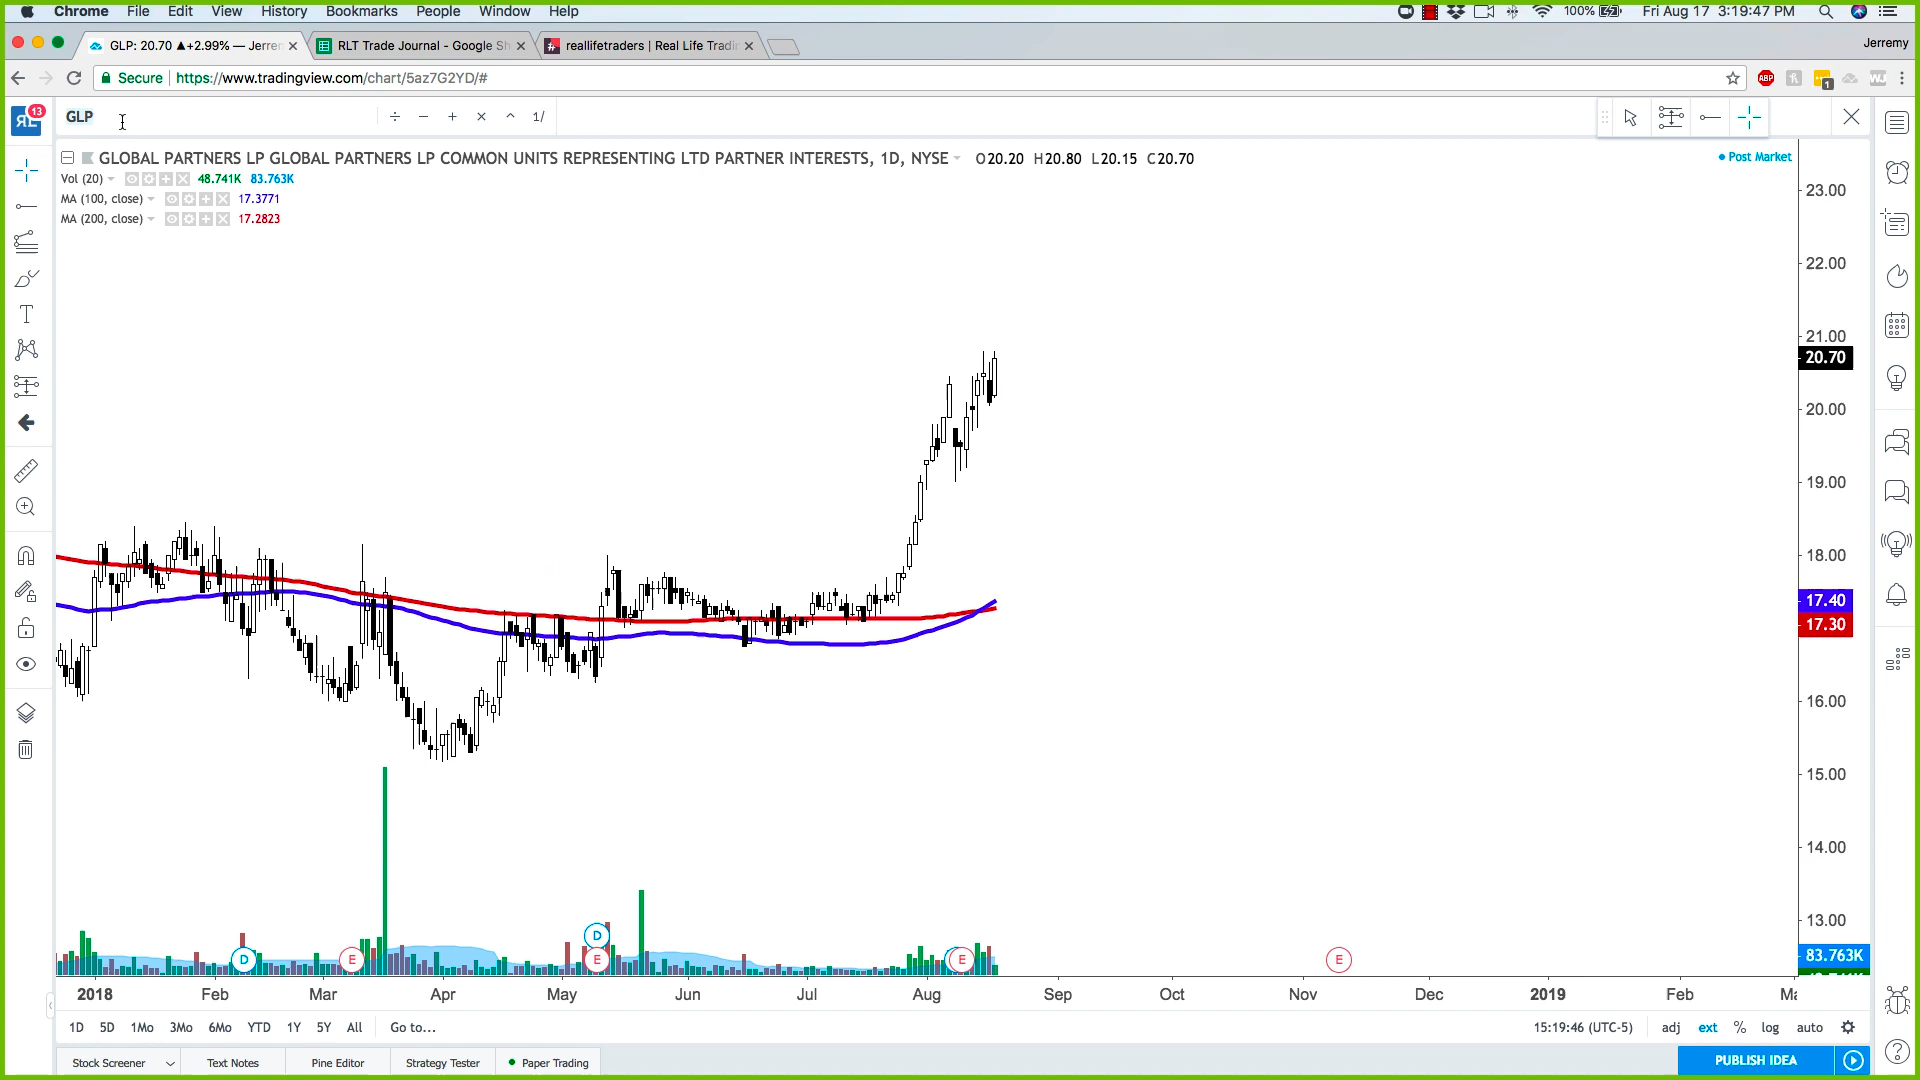 Chrome File Edit View History Bookmarks People Window Help 100% Fri Aug 17 3:19:47 PM
GLP: 20.70 ▲+2.99% — Jerre RLT Trade Journal - Google Sh reallifetraders | Real Life Tradi Jeremy
Secure https://www.tradingview.com/chart/5az7G2YD/# ABP 1
13
GLP ÷ − + × ^ 1/
GLOBAL PARTNERS LP GLOBAL PARTNERS LP COMMON UNITS REPRESENTING LTD PARTNER INTERESTS, 1D, NYSE O20.20 H20.80 L20.15 C20.70 Post Market
Vol (20) 48.741K 83.763K
MA (100, close) 17.3771
MA (200, close) 17.2823
23.00
22.00
21.00
20.70
20.00
19.00
18.00
17.40
17.30
16.00
15.00
14.00
13.00
D
D E E E E 83.763K
2018 Feb Mar Apr May Jun Jul Aug Sep Oct Nov Dec 2019 Feb Ma
1D 5D 1Mo 3Mo 6Mo YTD 1Y 5Y All Go to... 15:19:46 (UTC-5) adj ext % log auto
Stock Screener Text Notes Pine Editor Strategy Tester Paper Trading PUBLISH IDEA